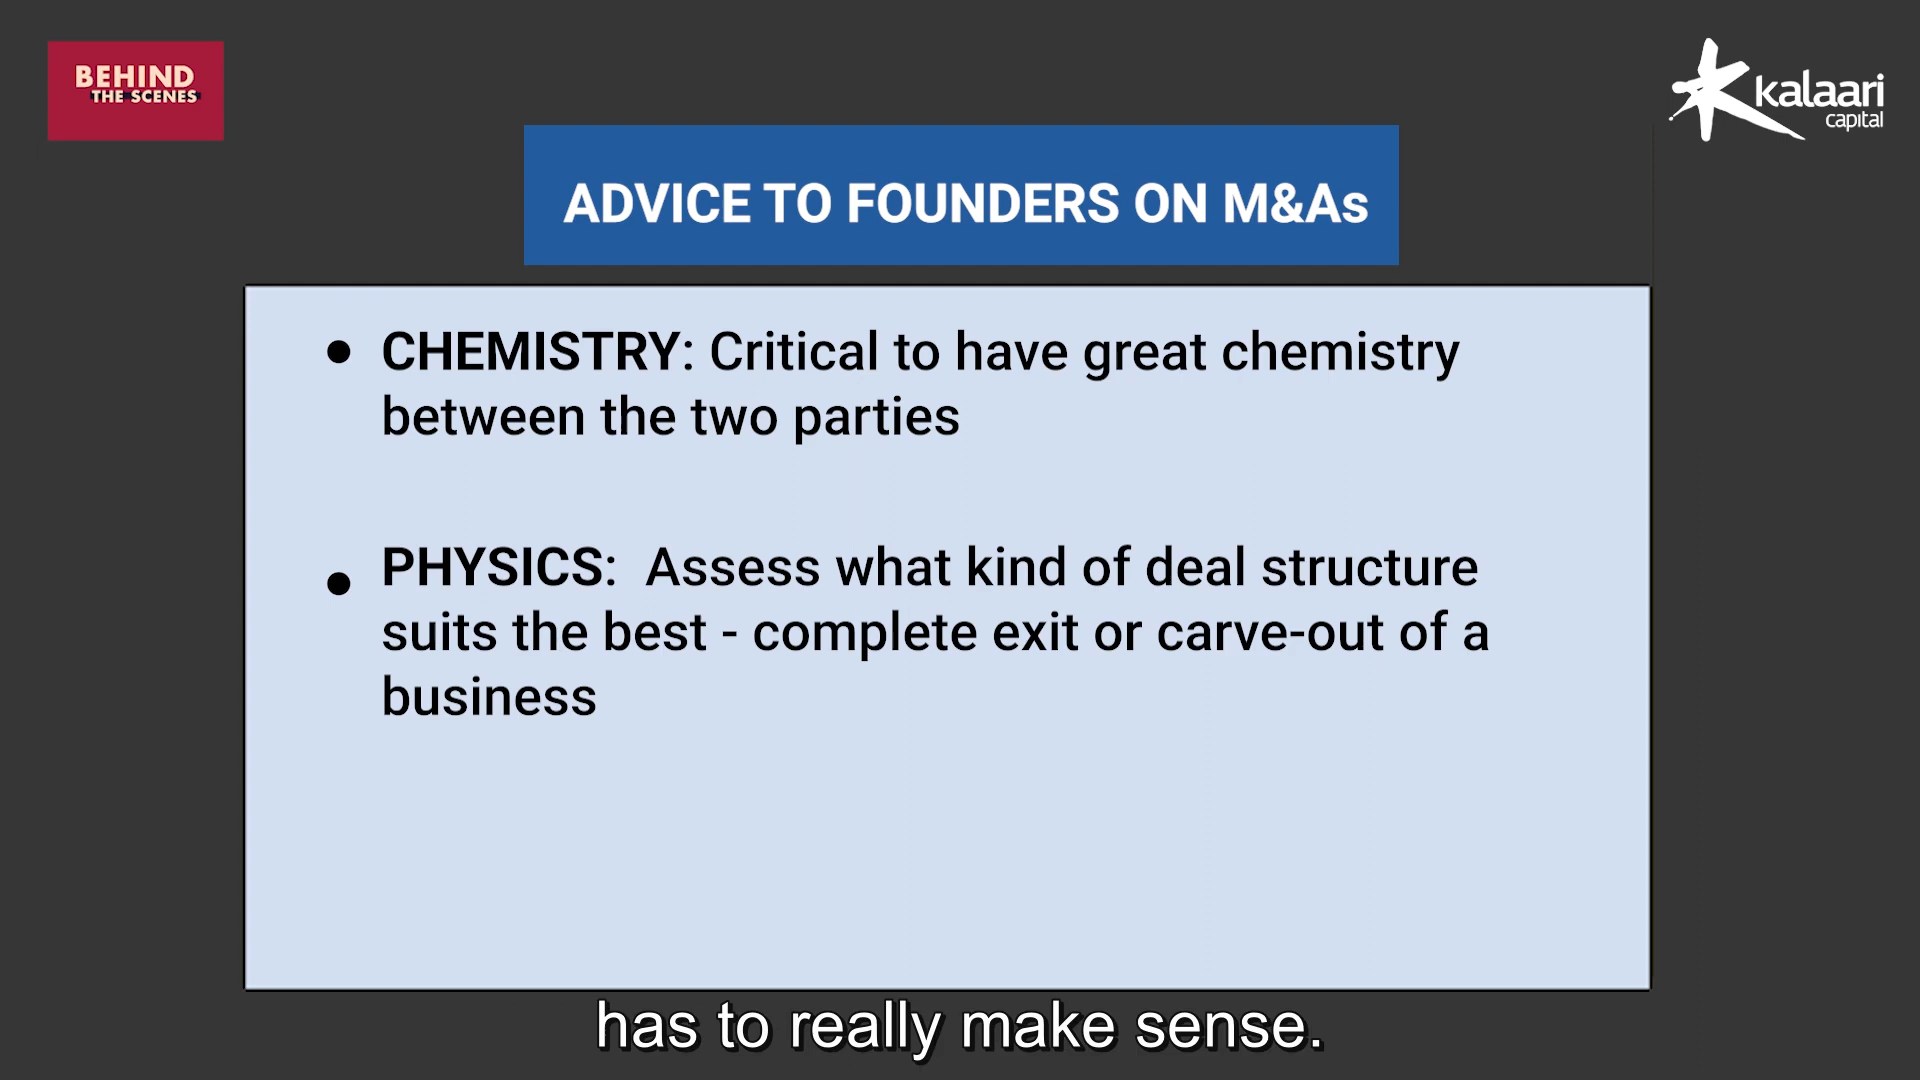 BEHIND
THE SCENES
kalaari
capital
ADVICE TO FOUNDERS ON M&As
• CHEMISTRY: Critical to have great chemistry
between the two parties
• PHYSICS: Assess what kind of deal structure
suits the best - complete exit or carve-out of a
business
has to really make sense.